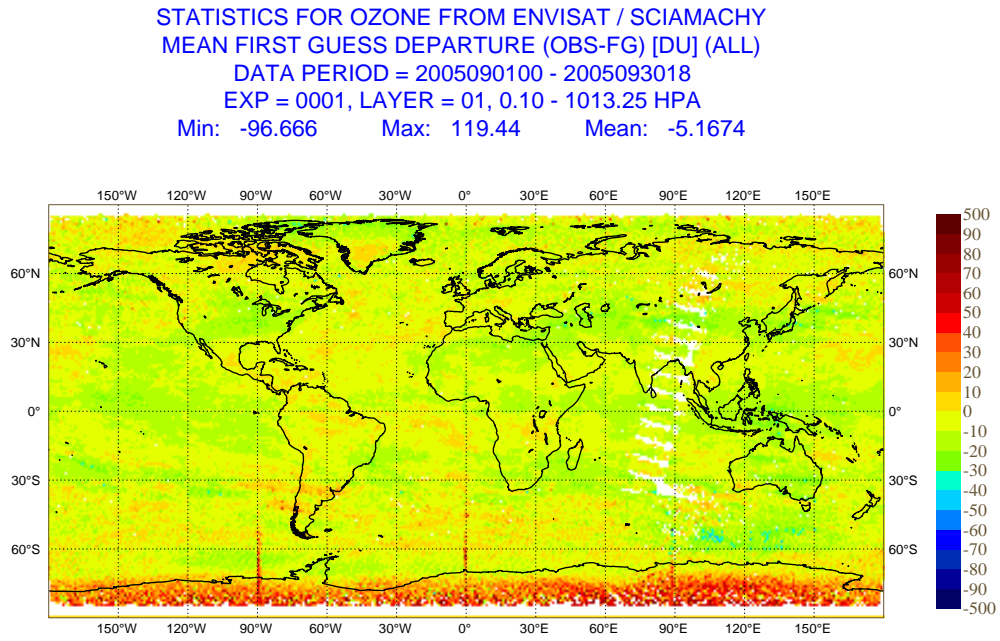 STATISTICS FOR OZONE FROM ENVISAT / SCIAMACHY
MEAN FIRST GUESS DEPARTURE (OBS-FG) [DU] (ALL)
DATA PERIOD = 2005090100 - 2005093018
EXP = 0001, LAYER = 01, 0.10 - 1013.25 HPA
Min: -96.666 Max: 119.44 Mean: -5.1674
150°W 120°W 90°W 60°W 30°W 0° 30°E 60°E 90°E 120°E 150°E
60°N 60°N
30°N 30°N
0° 0°
30°S 30°S
60°S 60°S
150°W 120°W 90°W 60°W 30°W 0° 30°E 60°E 90°E 120°E 150°E
500
90
80
70
60
50
40
30
20
10
0
-10
-20
-30
-40
-50
-60
-70
-80
-90
-500